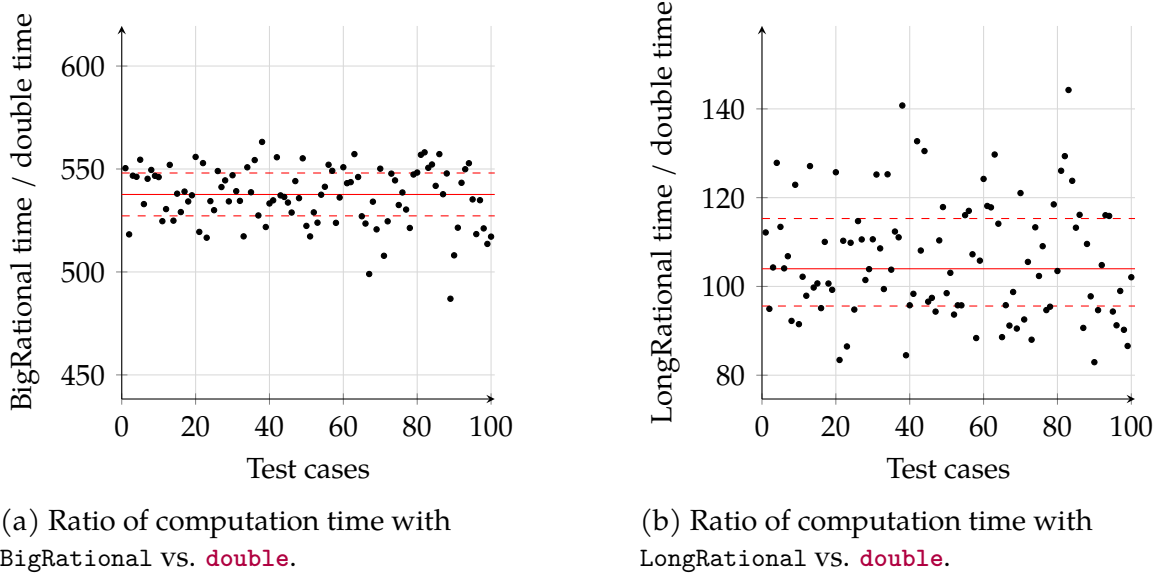 BigRational time / double time
600
550
500
450
0
20
40
60
80
100
Test cases
(a) Ratio of computation time with
BigRational vs. double.
LongRational time / double time
140
120
100
80
0
20
40
60
80
100
Test cases
(b) Ratio of computation time with
LongRational vs. double.